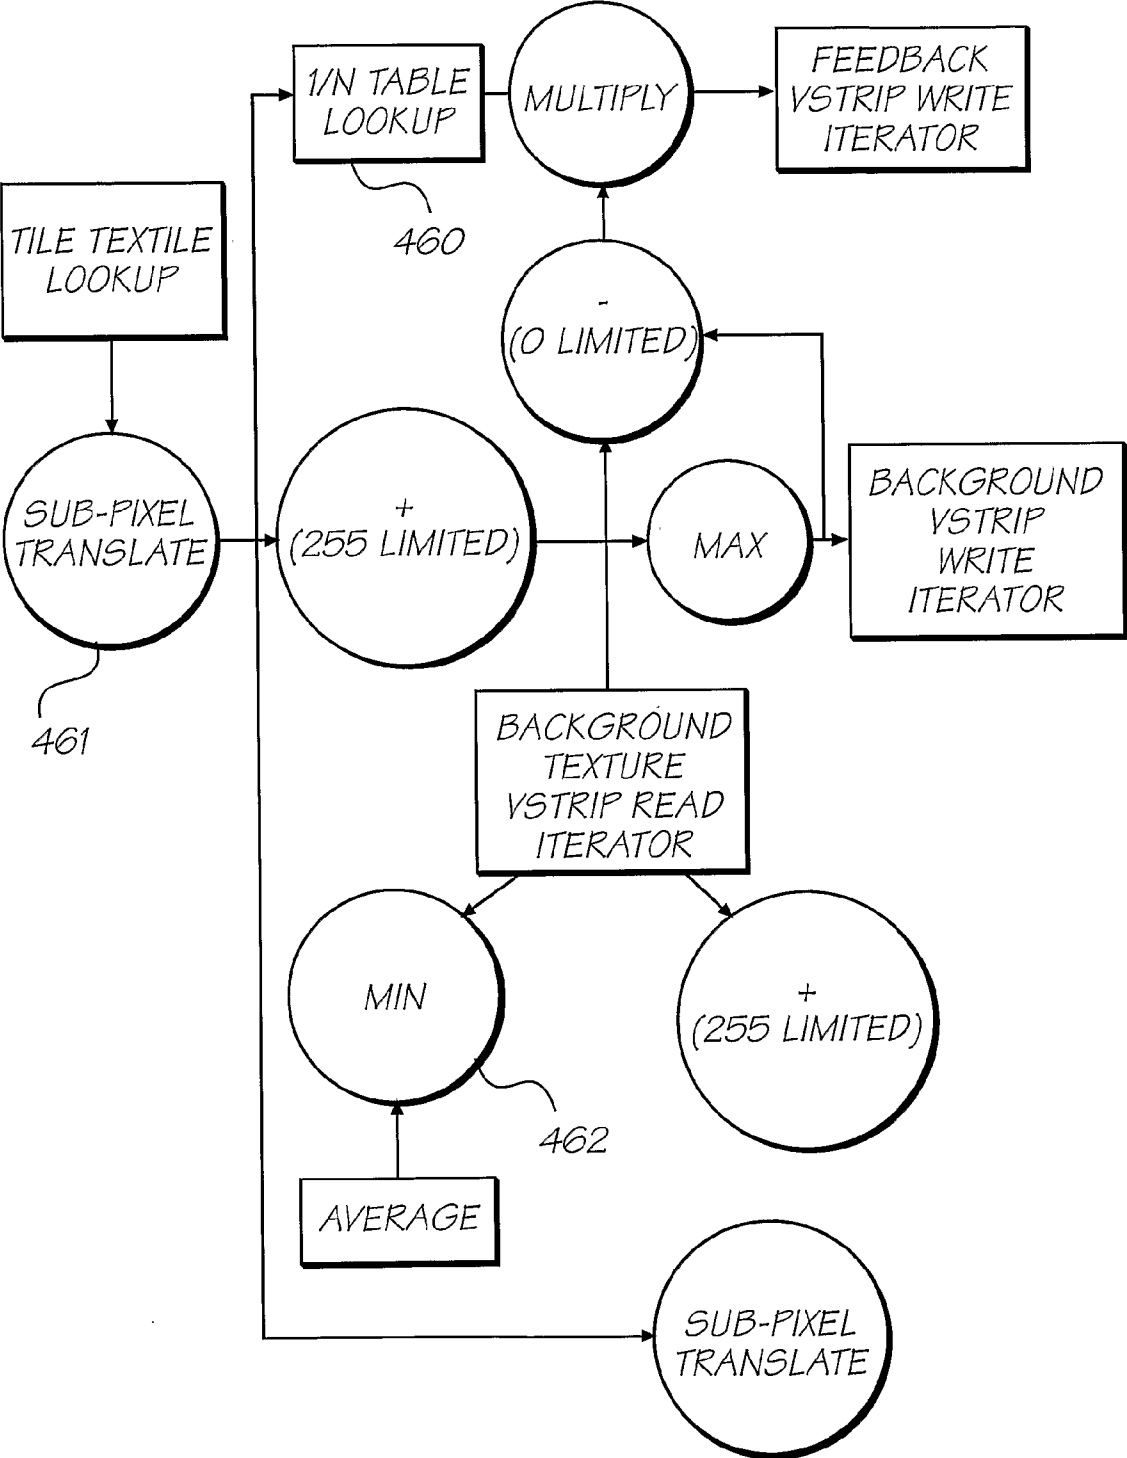 1/N TABLE
LOOKUP
MULTIPLY
FEEDBACK
VSTRIP WRITE
ITERATOR
460
TILE TEXTILE
LOOKUP
-
(0 LIMITED)
SUB-PIXEL
TRANSLATE
461
+
(255 LIMITED)
MAX
BACKGROUND
VSTRIP
WRITE
ITERATOR
BACKGROUND
TEXTURE
VSTRIP READ
ITERATOR
MIN
462
+
(255 LIMITED)
AVERAGE
SUB-PIXEL
TRANSLATE